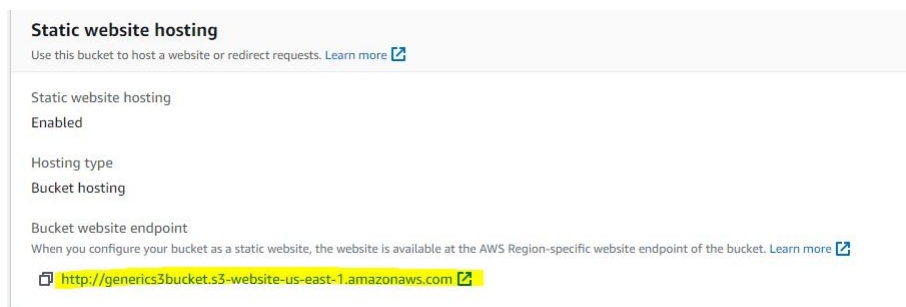 Static website hosting
Use this bucket to host a website or redirect requests. Learn more
Static website hosting
Enabled
Hosting type
Bucket hosting
Bucket website endpoint
When you configure your bucket as a static website, the website is available at the AWS Region-specific website endpoint of the bucket. Learn more
http://generics3bucket.s3-website-us-east-1.amazonaws.com